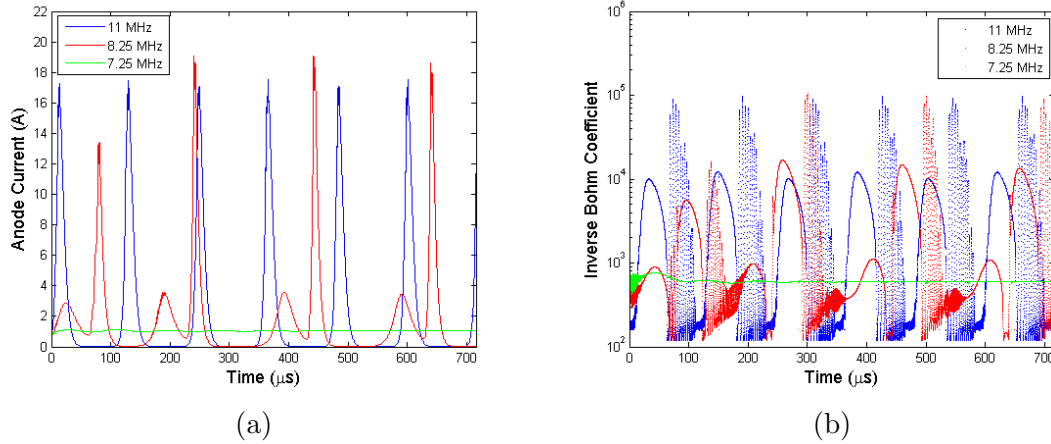 22
20
18
16
14
12
10
8
6
4
2
0
Anode Current (A)
11 MHz
8.25 MHz
7.25 MHz
0 100 200 300 400 500 600 700
Time (μs)
(a)
10^6
10^5
10^4
10^3
10^2
Inverse Bohm Coefficient
11 MHz
8.25 MHz
7.25 MHz
0 100 200 300 400 500 600 700
Time (μs)
(b)